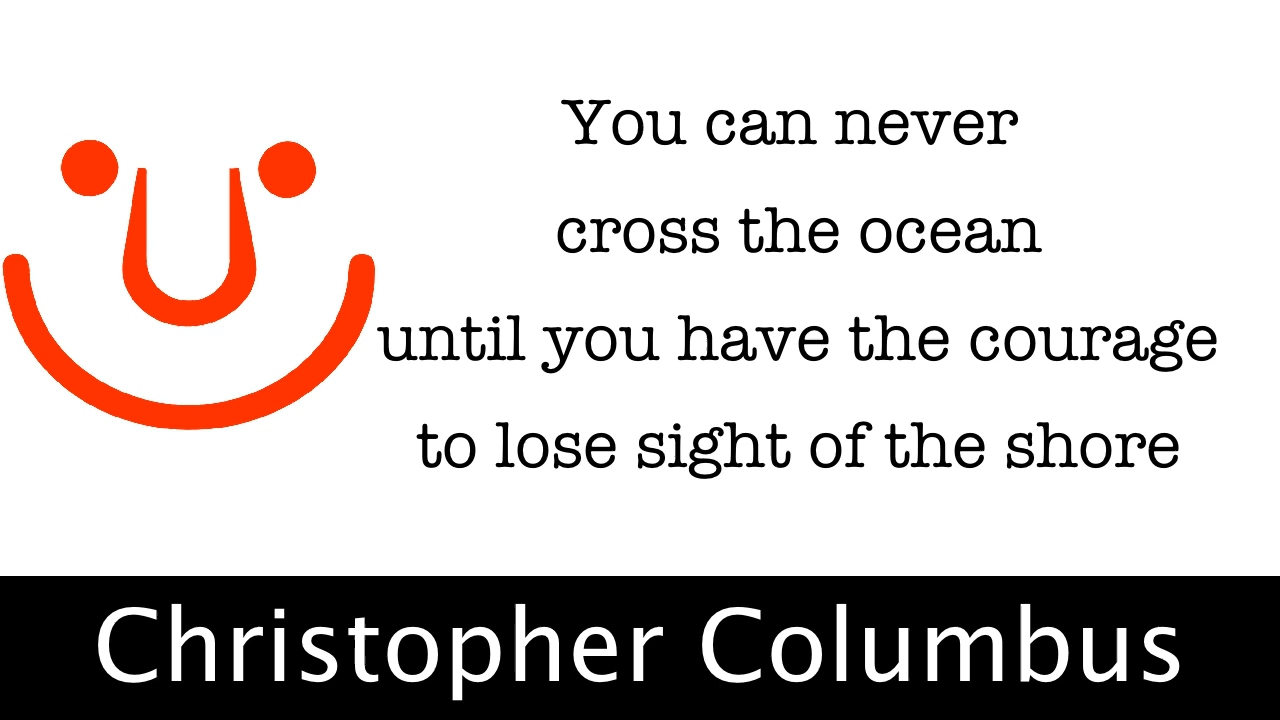 You can never
cross the ocean
until you have the courage
to lose sight of the shore
Christopher Columbus